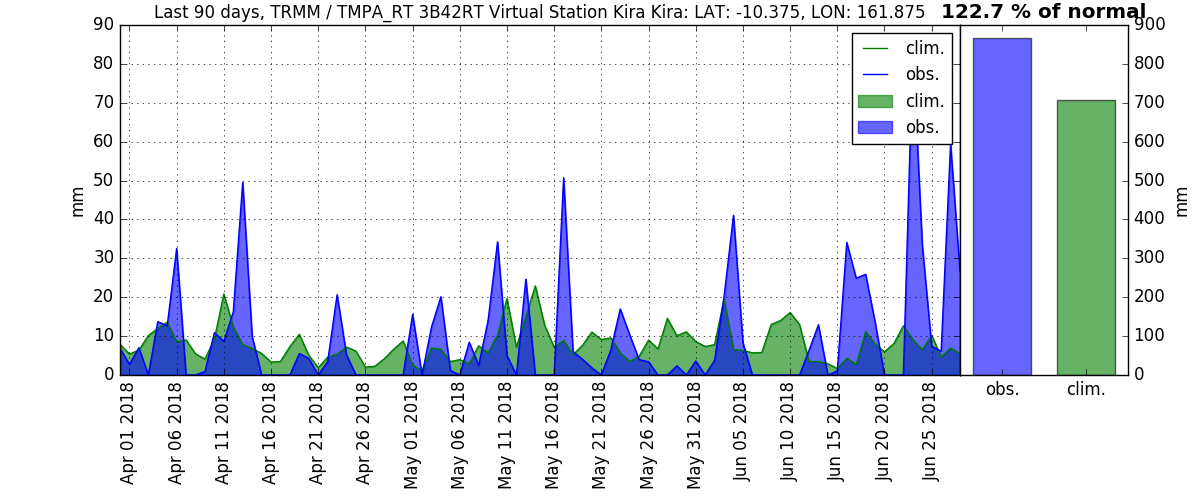 Last 90 days, TRMM / TMPA_RT 3B42RT Virtual Station Kira Kira: LAT: -10.375, LON: 161.875
122.7 % of normal
90
80
70
60
50
40
30
20
10
0
mm
clim.
obs.
clim.
obs.
900
800
700
600
500
400
300
200
100
0
mm
Apr 01 2018
Apr 06 2018
Apr 11 2018
Apr 16 2018
Apr 21 2018
Apr 26 2018
May 01 2018
May 06 2018
May 11 2018
May 16 2018
May 21 2018
May 26 2018
May 31 2018
Jun 05 2018
Jun 10 2018
Jun 15 2018
Jun 20 2018
Jun 25 2018
obs.
clim.